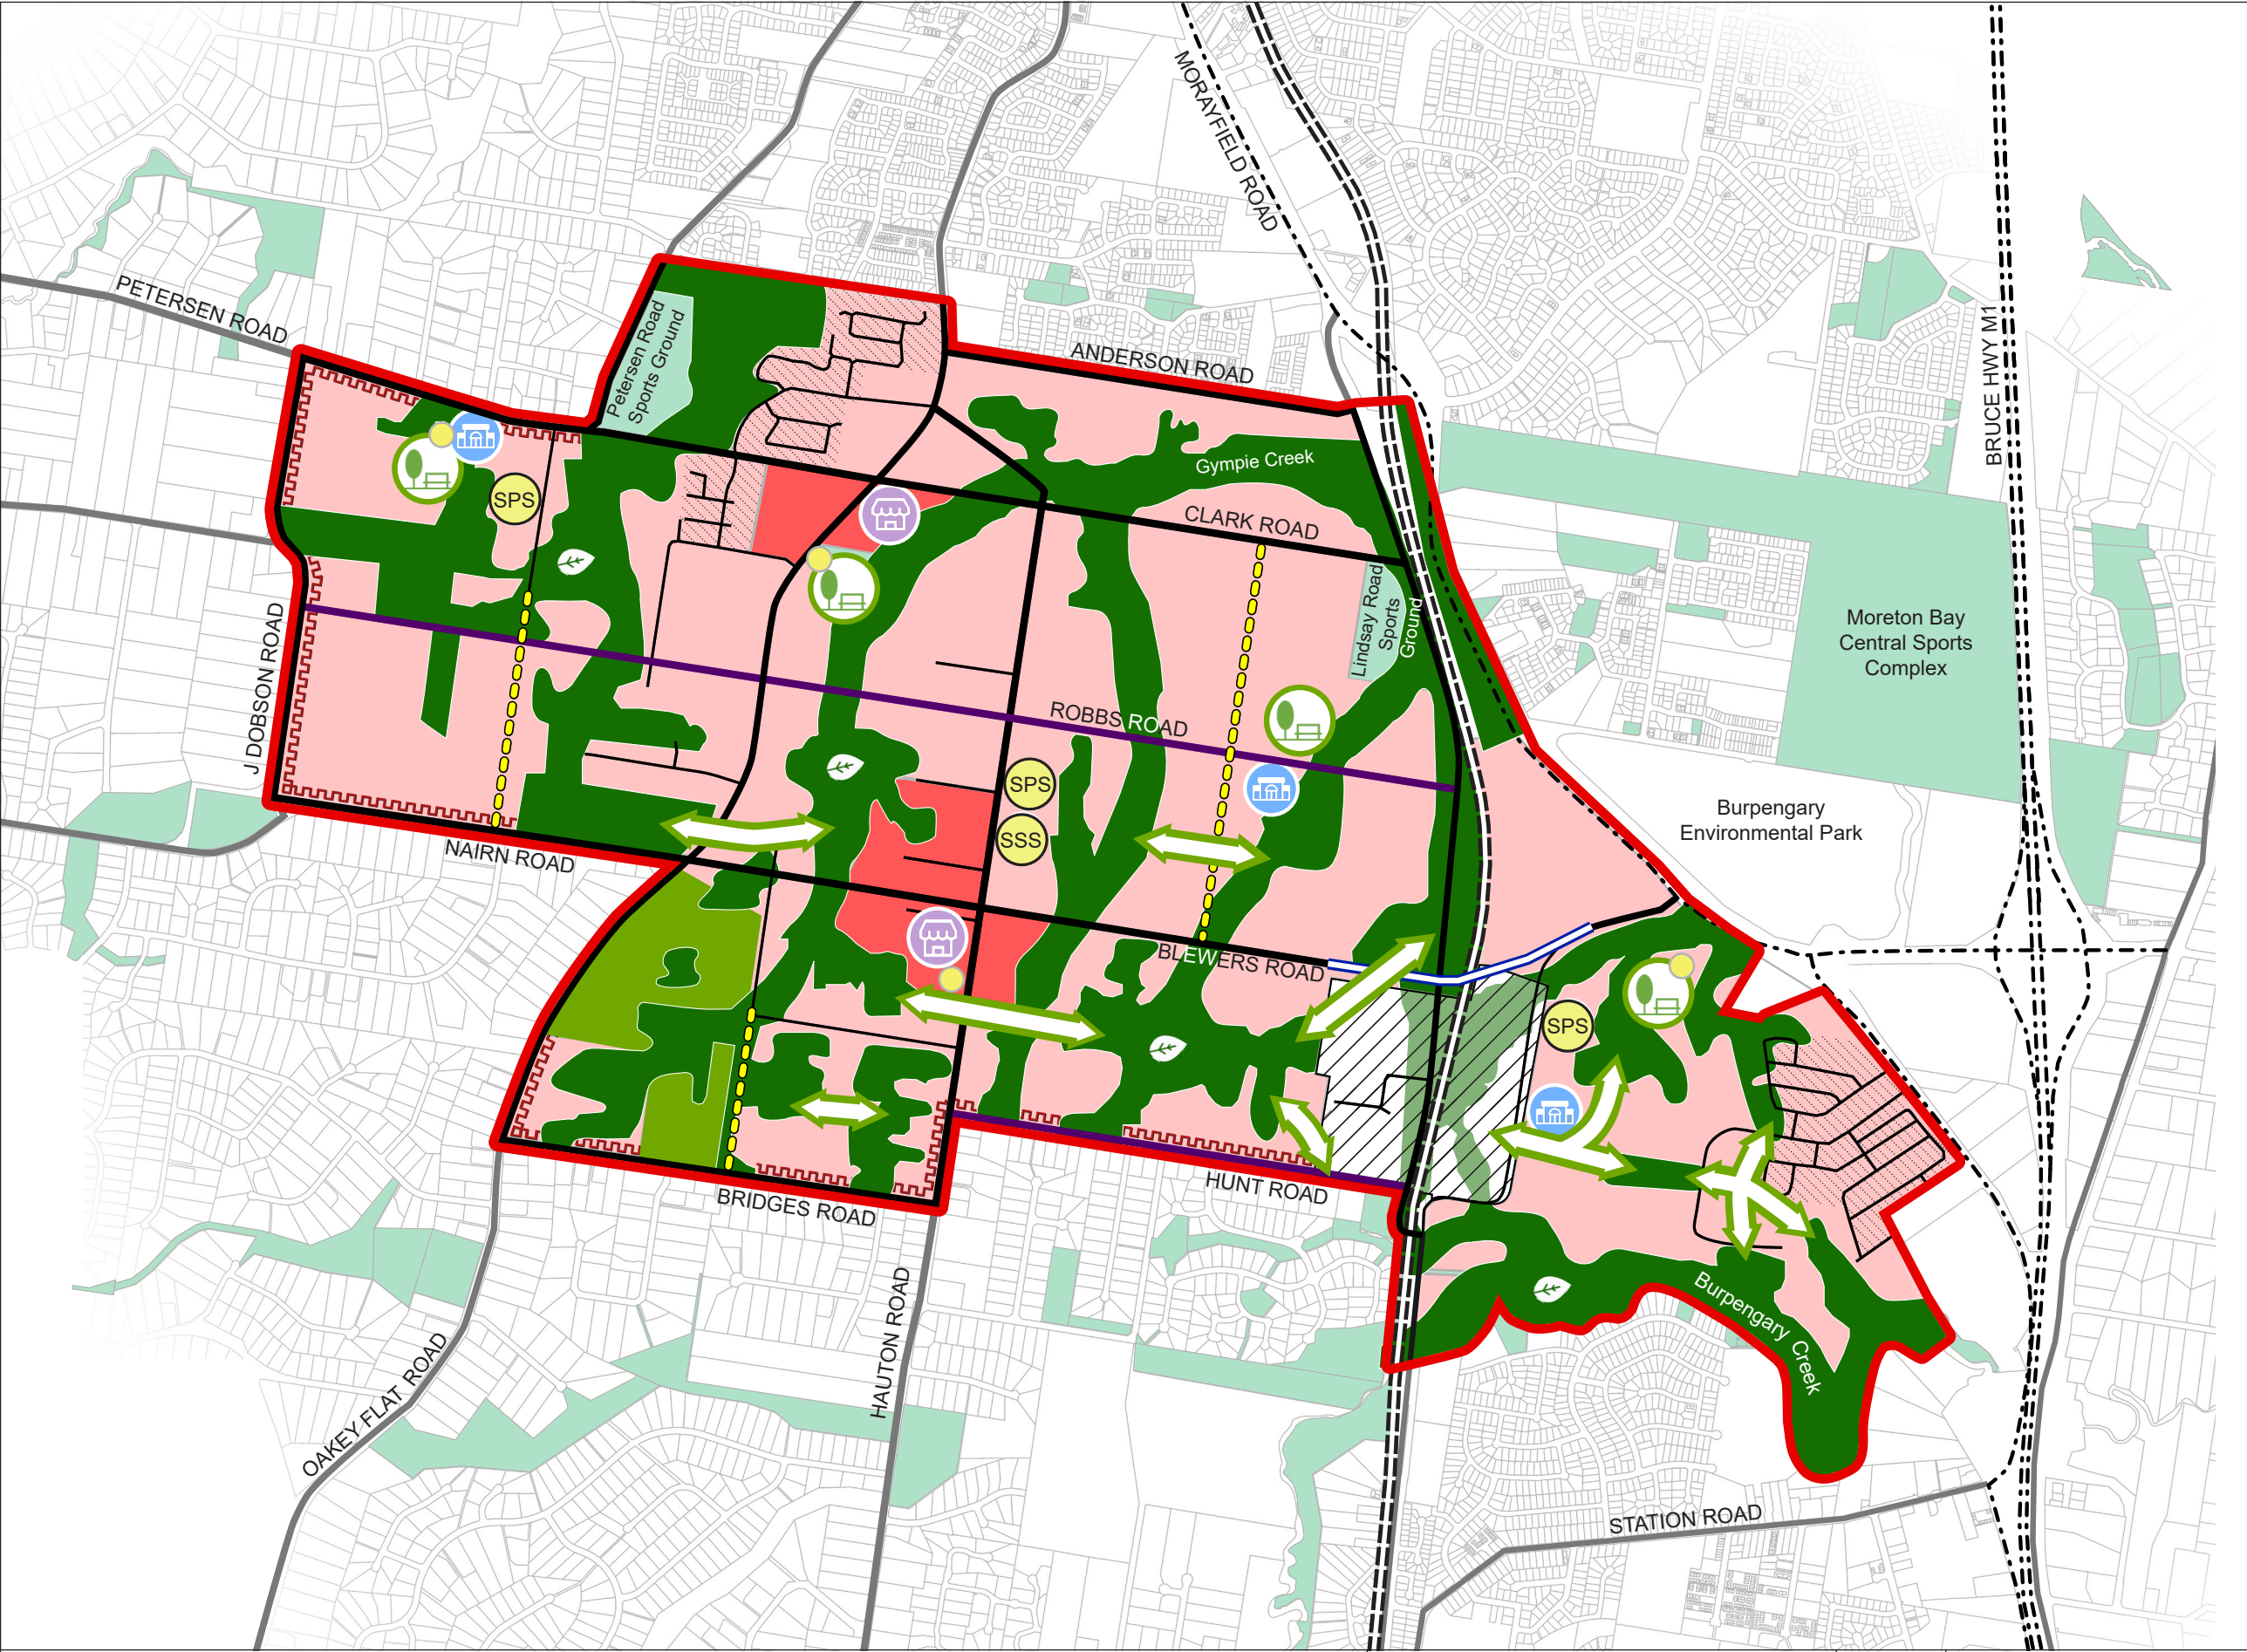 MORAYFIELD ROAD
PETERSEN ROAD
Petersen Road
Sports Ground
ANDERSON ROAD
BRUCE HWY M1
Gympie Creek
SPS
CLARK ROAD
Lindsay Road
Sports
Ground
Moreton Bay
Central Sports
Complex
J DOBSON ROAD
ROBBS ROAD
SPS
SSS
Burpengary
Environmental Park
NAIRN ROAD
BLEWERS ROAD
SPS
BRIDGES ROAD
HUNT ROAD
Burpengary Creek
HAUTON ROAD
OAKEY FLAT ROAD
STATION ROAD